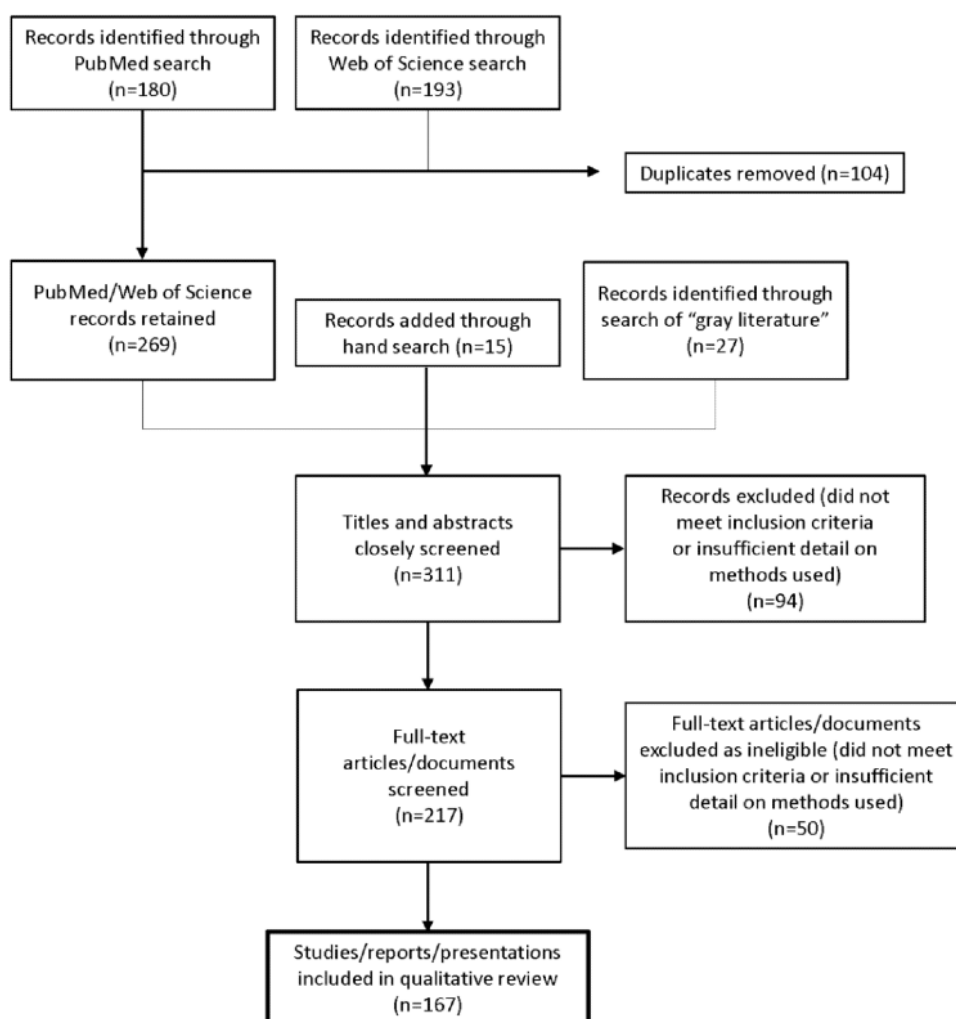 Records identified through
PubMed search
(n=180)
Records identified through
Web of Science search
(n=193)
Duplicates removed (n=104)
PubMed/Web of Science
records retained
(n=269)
Records added through
hand search (n=15)
Records identified through
search of “gray literature”
(n=27)
Titles and abstracts
closely screened
(n=311)
Records excluded (did not
meet inclusion criteria
or insufficient detail on
methods used)
(n=94)
Full-text
articles/documents
screened
(n=217)
Full-text articles/documents
excluded as ineligible (did not meet
inclusion criteria or insufficient
detail on methods used)
(n=50)
Studies/reports/presentations
included in qualitative review
(n=167)